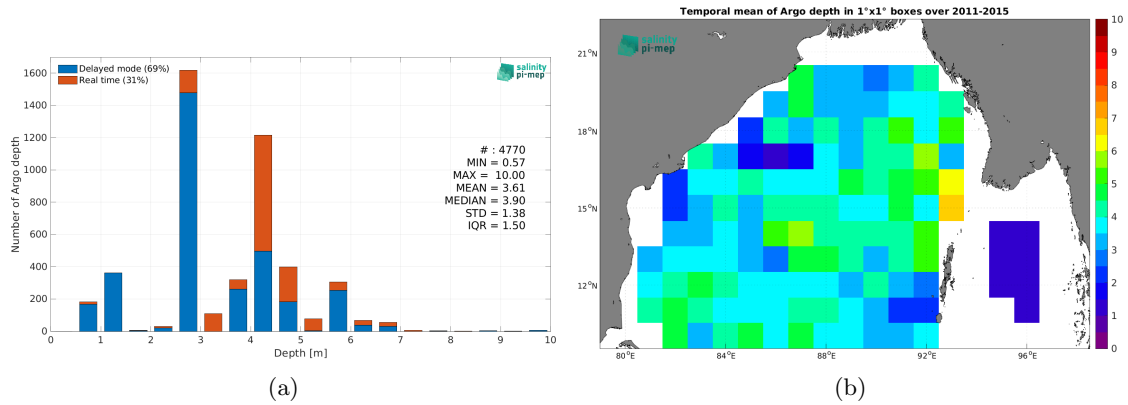 Delayed mode (69%)
Real time (31%)
salinity
pi-mep
Number of Argo depth
1600
1400
1200
1000
800
600
400
200
0
# : 4770
MIN = 0.57
MAX = 10.00
MEAN = 3.61
MEDIAN = 3.90
STD = 1.38
IQR = 1.50
0 1 2 3 4 5 6 7 8 9 10
Depth [m]
(a)
Temporal mean of Argo depth in 1°x1° boxes over 2011-2015
salinity
pi-mep
21°N
18°N
15°N
12°N
80°E 84°E 88°E 92°E 96°E
10
9
8
7
6
5
4
3
2
1
0
(b)